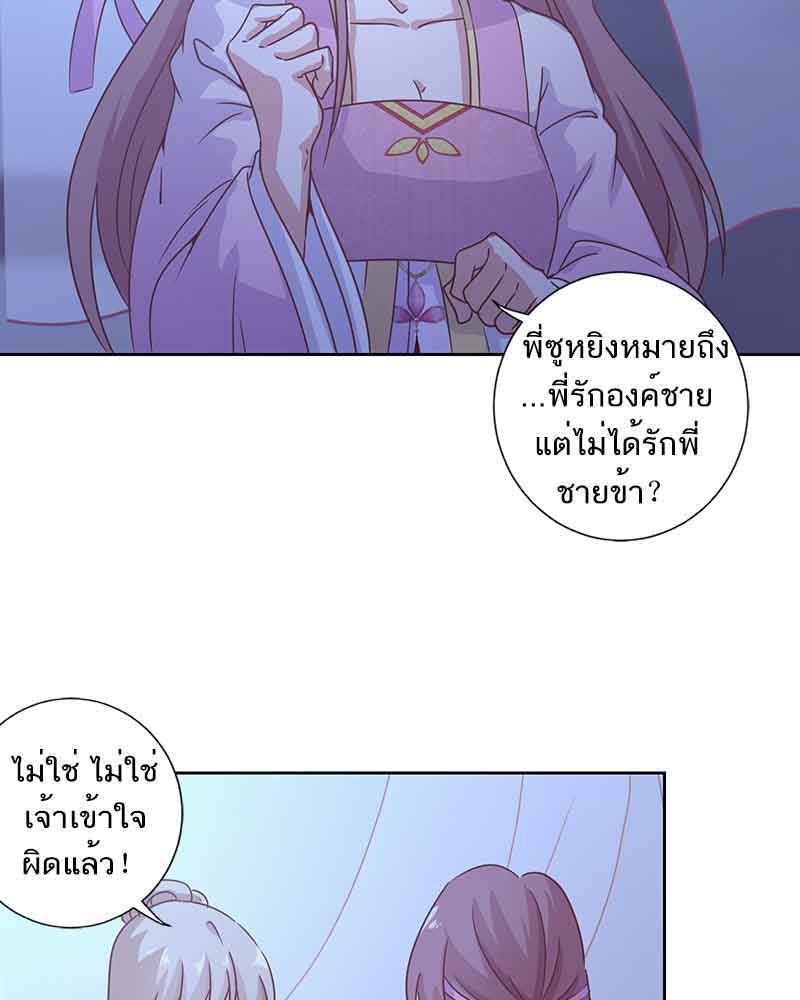 พี่ซูหยิงหมายถึง
...พี่รักองค์ชาย
แต่ไม่ได้รักพี่
ชายข้า?
ไม่ใช่ ไม่ใช่
เจ้าเข้าใจ
ผิดแล้ว!